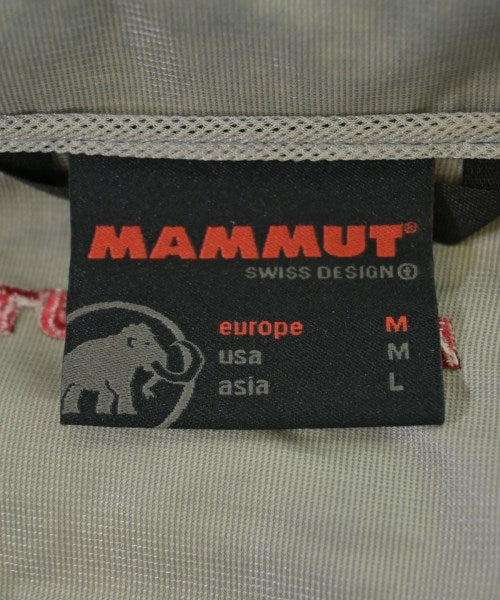 MAMMUT®
SWISS DESIGN
europe M
usa M
asia L